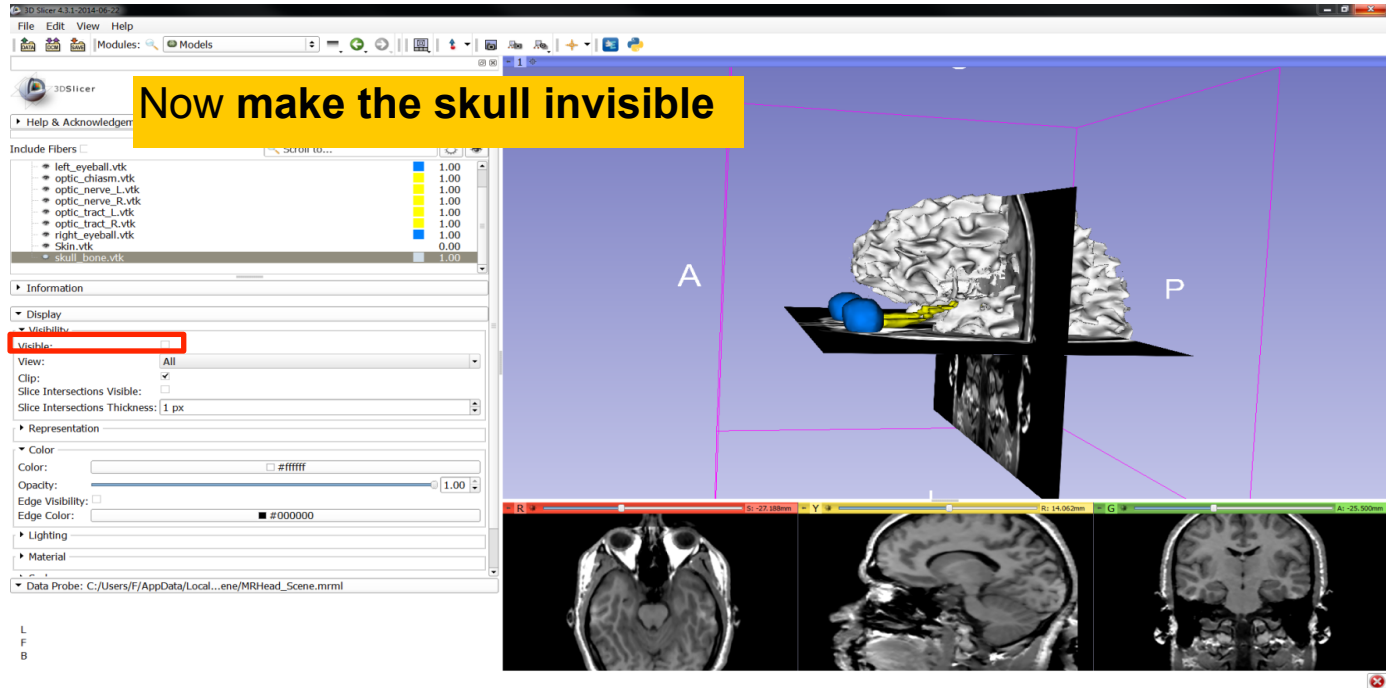 3D Slicer 4.3.1-2014-06-22
File Edit View Help
DATA DCM SAVE Modules: Models
1
3DSlicer
Now make the skull invisible
Help & Acknowledgem
Include Fibers Scroll to...
left_eyeball.vtk 1.00
optic_chiasm.vtk 1.00
optic_nerve_L.vtk 1.00
optic_nerve_R.vtk 1.00
optic_tract_L.vtk 1.00
optic_tract_R.vtk 1.00
right_eyeball.vtk 1.00
Skin.vtk 0.00
skull_bone.vtk 1.00
A
P
Information
Display
Visibility
Visible:
View: All
Clip:
Slice Intersections Visible:
Slice Intersections Thickness: 1 px
Representation
Color
Color: #ffffff
Opacity: 1.00
Edge Visibility:
Edge Color: #000000
R S: -27.188mm Y R: 14.062mm G A: -25.500mm
Lighting
Material
Data Probe: C:/Users/F/AppData/Local...ene/MRHead_Scene.mrml
L
F
B